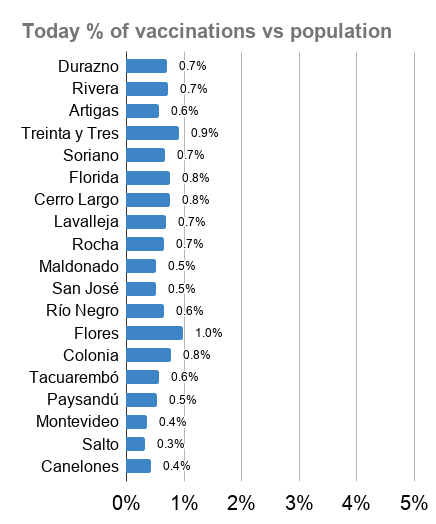 Today % of vaccinations vs population
Durazno 0.7%
Rivera 0.7%
Artigas 0.6%
Treinta y Tres 0.9%
Soriano 0.7%
Florida 0.8%
Cerro Largo 0.8%
Lavalleja 0.7%
Rocha 0.7%
Maldonado 0.5%
San José 0.5%
Río Negro 0.6%
Flores 1.0%
Colonia 0.8%
Tacuarembó 0.6%
Paysandú 0.5%
Montevideo 0.4%
Salto 0.3%
Canelones 0.4%
0% 1% 2% 3% 4% 5%